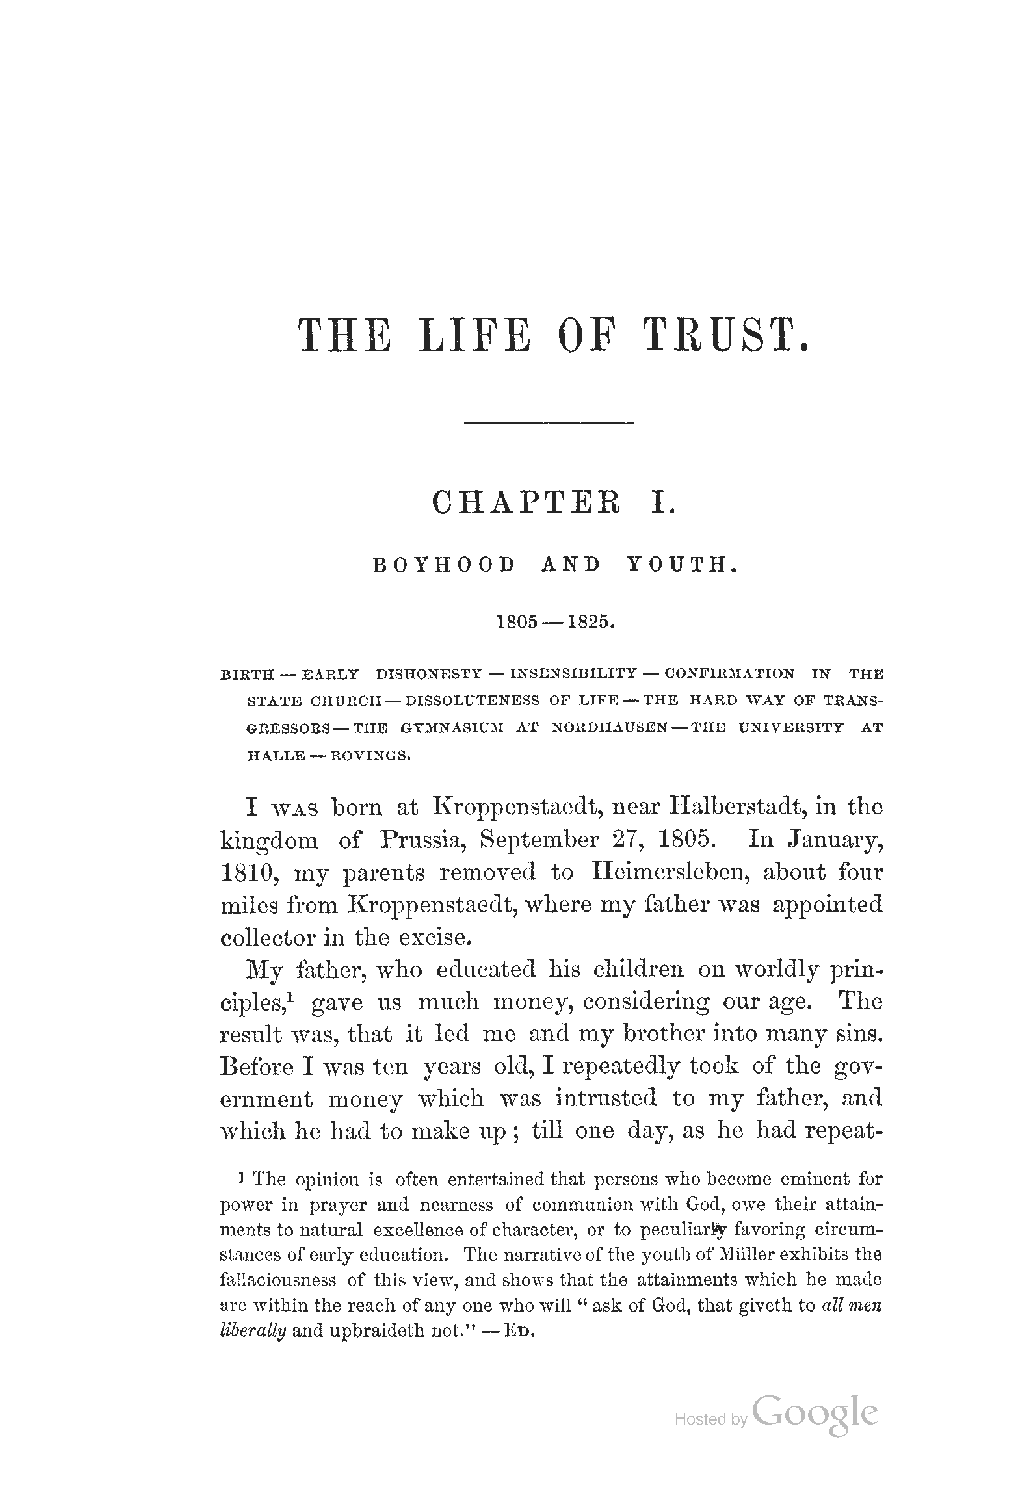 THE LIFE OF TRUST.
CHAPTER I.
BOYHOOD AND YOUTH.
1805—1825.
BIRTH — EARLY DISHONESTY — INSENSIBILITY — CONFIRMATION IN THE
STATE CHURCH — DISSOLUTENESS OF LIFE — THE HARD WAY OF TRANS-
GRESSORS — THE GYMNASIUM AT NORDHAUSEN — THE UNIVERSITY AT
HALLE — ROVINGS.
I WAS born at Kroppenstaedt, near Halberstadt, in the
kingdom of Prussia, September 27, 1805. In January,
1810, my parents removed to Heimersleben, about four
miles from Kroppenstaedt, where my father was appointed
collector in the excise.
My father, who educated his children on worldly prin-
ciples,¹ gave us much money, considering our age. The
result was, that it led me and my brother into many sins.
Before I was ten years old, I repeatedly took of the gov-
ernment money which was intrusted to my father, and
which he had to make up; till one day, as he had repeat-
¹ The opinion is often entertained that persons who become eminent for
power in prayer and nearness of communion with God, owe their attain-
ments to natural excellence of character, or to peculiarly favoring circum-
stances of early education. The narrative of the youth of Müller exhibits the
fallaciousness of this view, and shows that the attainments which he made
are within the reach of any one who will "ask of God, that giveth to all men
liberally and upbraideth not." — ED.
Hosted by Google